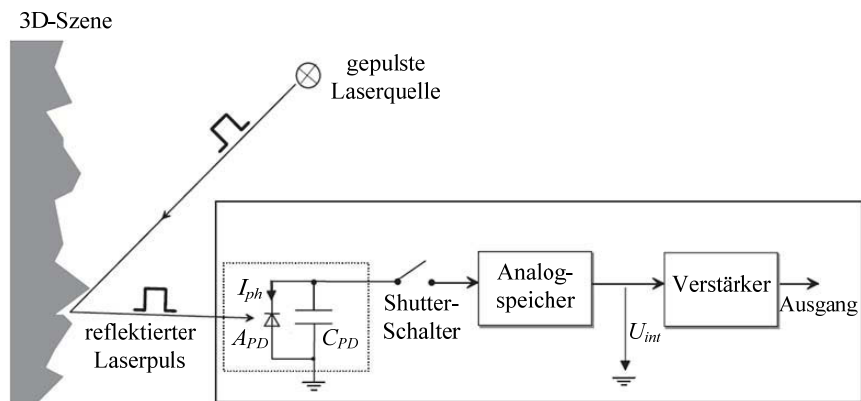 3D-Szene
gepulste
Laserquelle
reflektierter
Laserpuls
I_ph
A_PD
C_PD
Shutter-
Schalter
Analog-
speicher
U_int
Verstärker
Ausgang